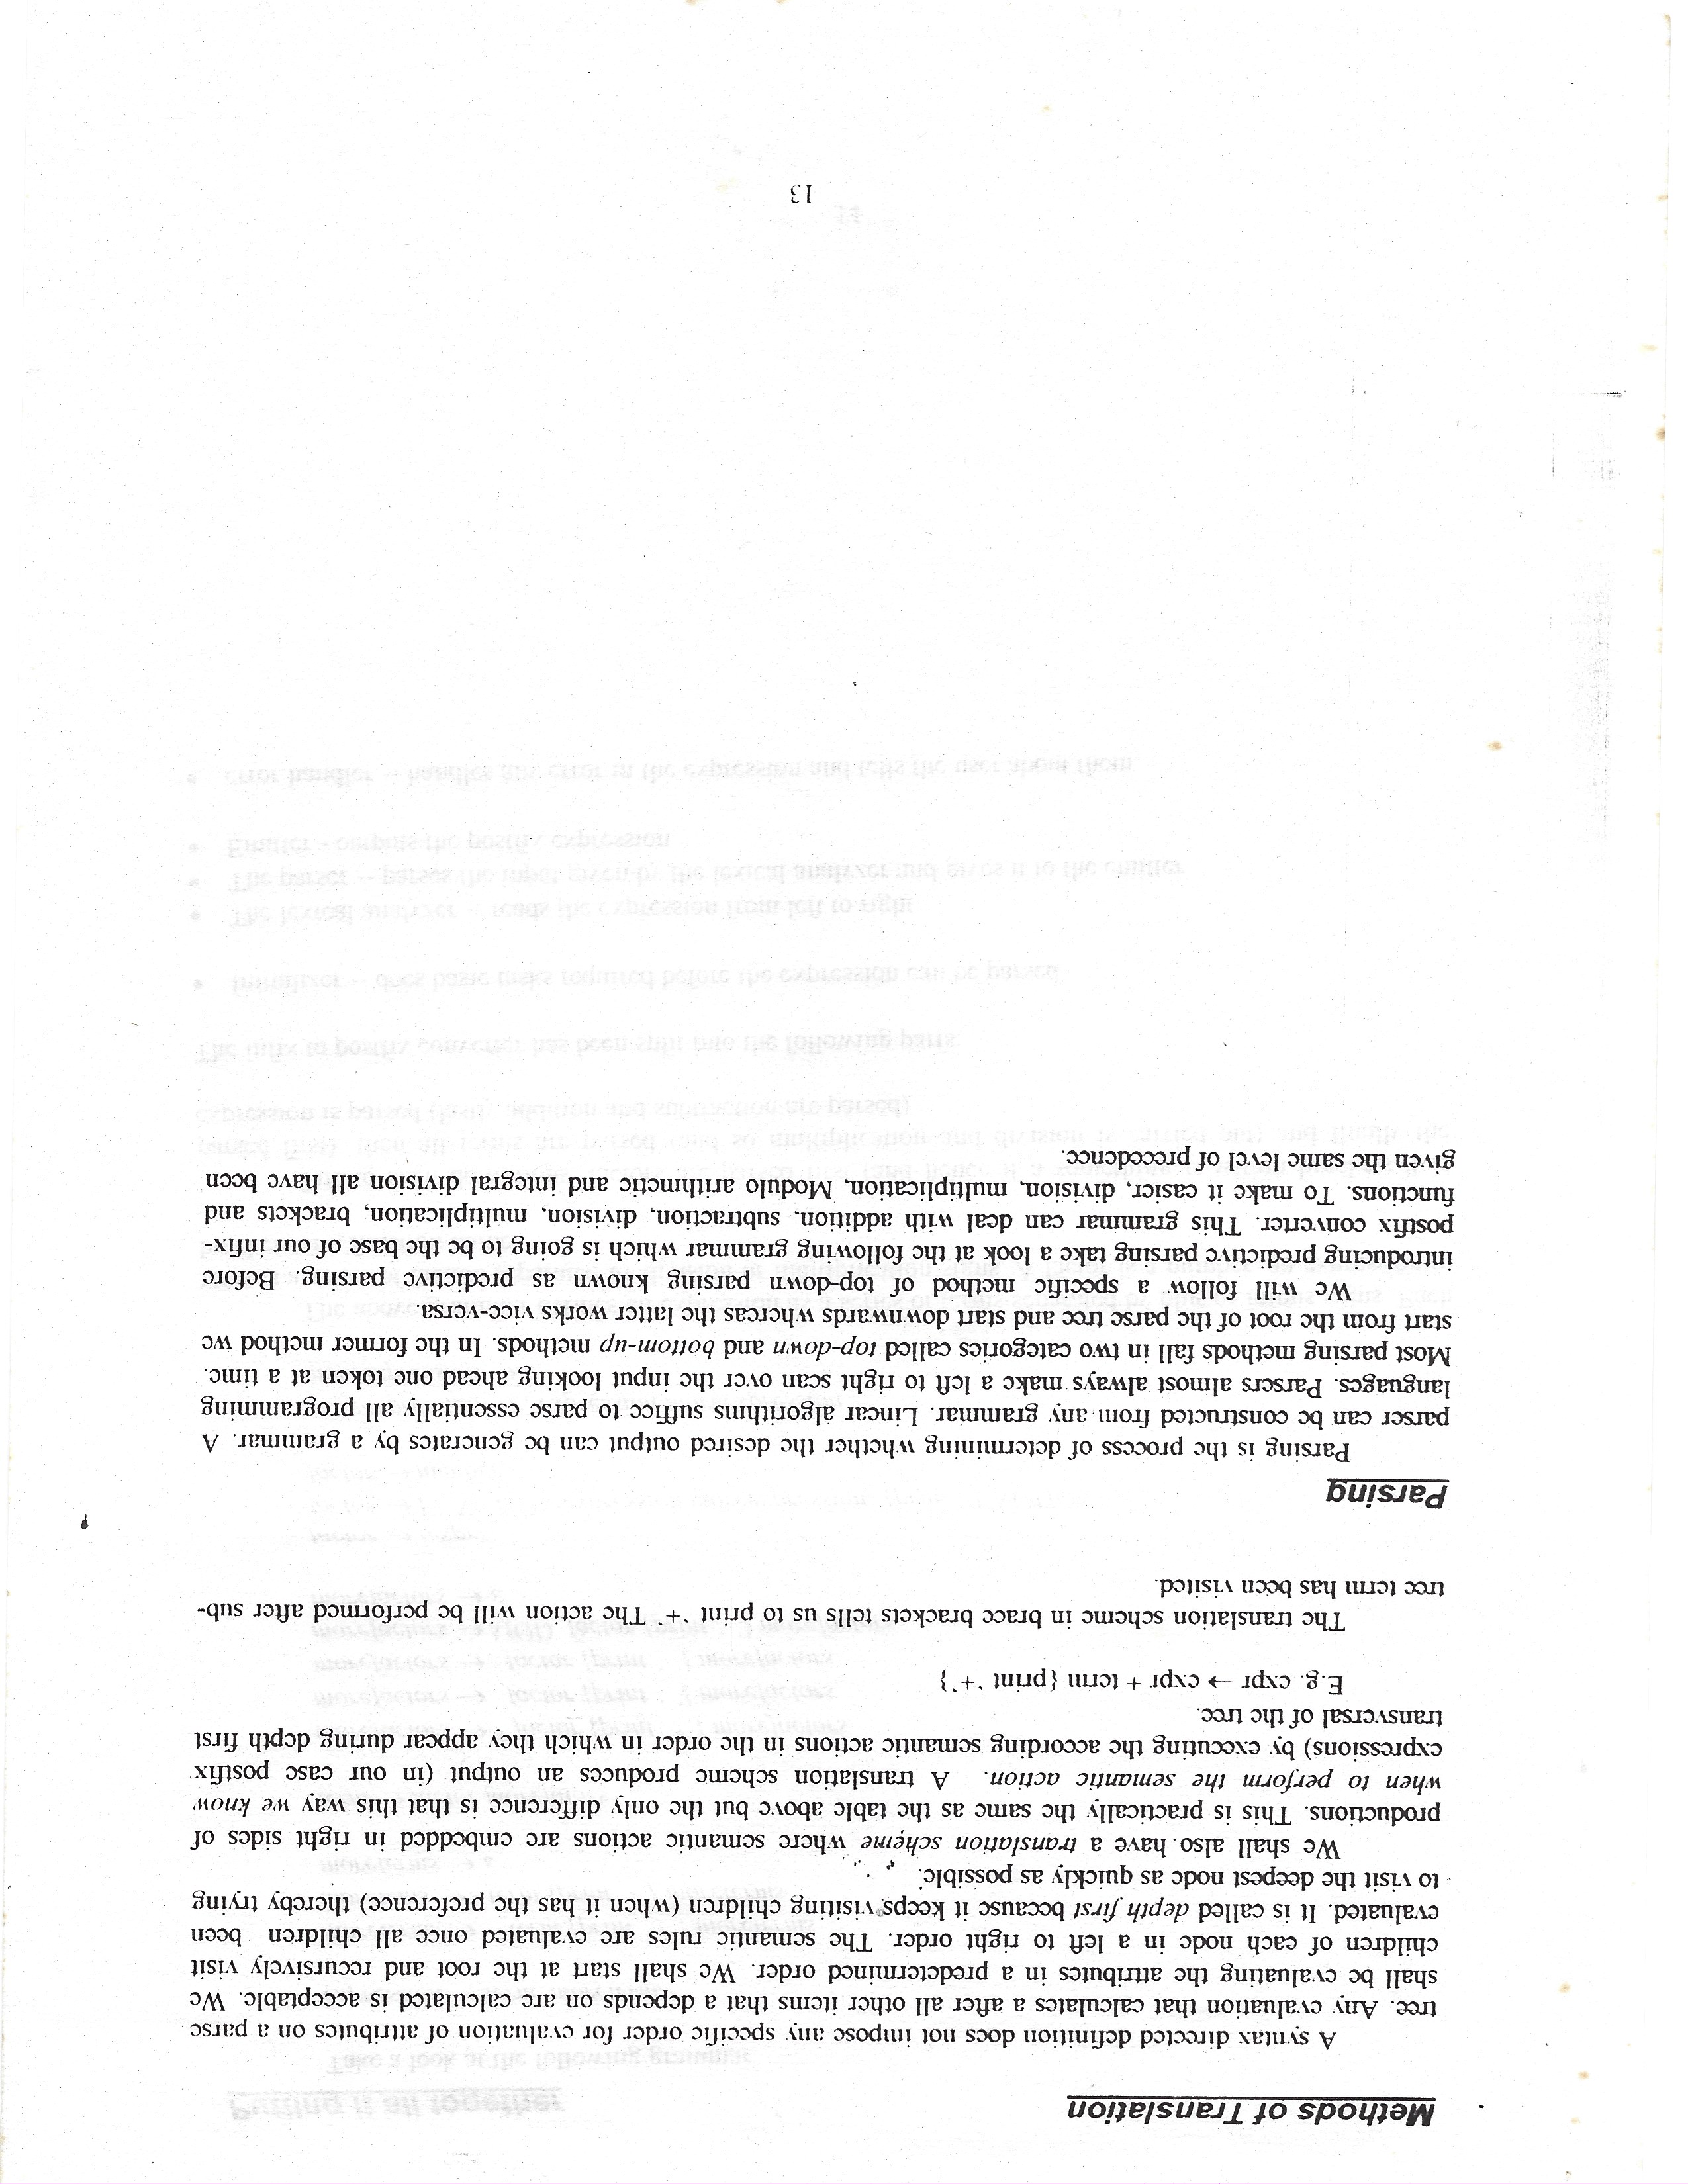 Methods of Translation
A syntax directed definition does not impose any specific order for evaluation of attributes on a parse
tree. Any evaluation that calculates a after all other items that a depends on are calculated is acceptable. We
shall be evaluating the attributes in a predetermined order. We shall start at the root and recursively visit
children of each node in a left to right order. The semantic rules are evaluated once all children been
evaluated. It is called depth first because it keeps visiting children (when it has the preference) thereby trying
to visit the deepest node as quickly as possible.
We shall also have a translation scheme where semantic actions are embedded in right sides of
productions. This is practically the same as the table above but the only difference is that this way we know
when to perform the semantic action. A translation scheme produces an output (in our case postfix
expressions) by executing the according semantic actions in the order in which they appear during depth first
transversal of the tree.
E.g. expr → expr + term {print '+'}
The translation scheme in brace brackets tells us to print '+' The action will be performed after sub-
tree term has been visited.
Parsing
Parsing is the process of determining whether the desired output can be generates by a grammar. A
parser can be constructed from any grammar. Linear algorithms suffice to parse essentially all programming
languages. Parsers almost always make a left to right scan over the input looking ahead one token at a time.
Most parsing methods fall in two categories called top-down and bottom-up methods. In the former method we
start from the root of the parse tree and start downwards whereas the latter works vice-versa.
We will follow a specific method of top-down parsing known as predictive parsing. Before
introducing predictive parsing take a look at the following grammar which is going to be the base of our infix-
postfix converter. This grammar can deal with addition, subtraction, division, multiplication, brackets and
functions. To make it easier, division, multiplication, Modulo arithmetic and integral division all have been
given the same level of precedence.
13